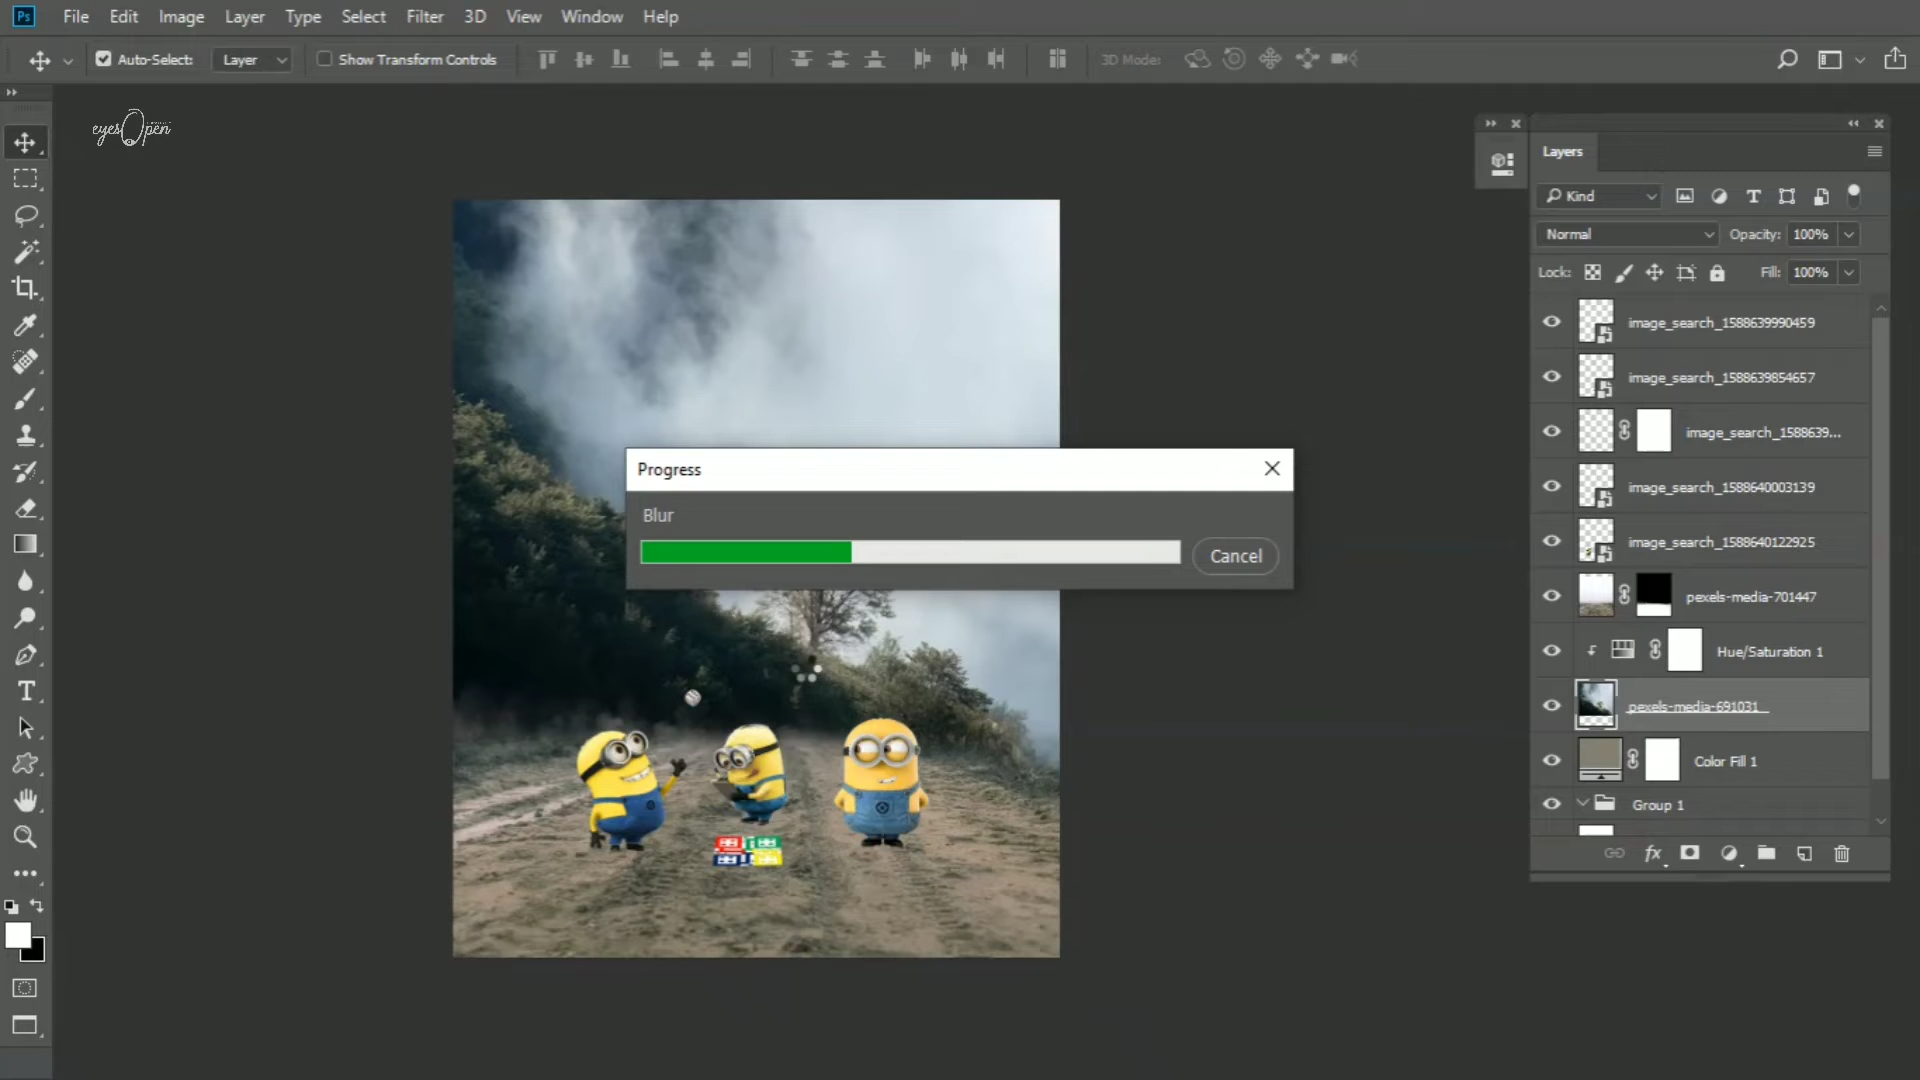 Ps File Edit Image Layer Type Select Filter 3D View Window Help
Auto-Select: Layer Show Transform Controls 3D Mode:
eyesOpen
Layers
Kind
Normal Opacity: 100%
Lock: Fill: 100%
image_search_1588639990459
image_search_1588639854657
image_search_1588639...
image_search_1588640003139
image_search_1588640122925
pexels-media-701447
Hue/Saturation 1
pexels-media-691031
Color Fill 1
Group 1
Progress
Blur
Cancel